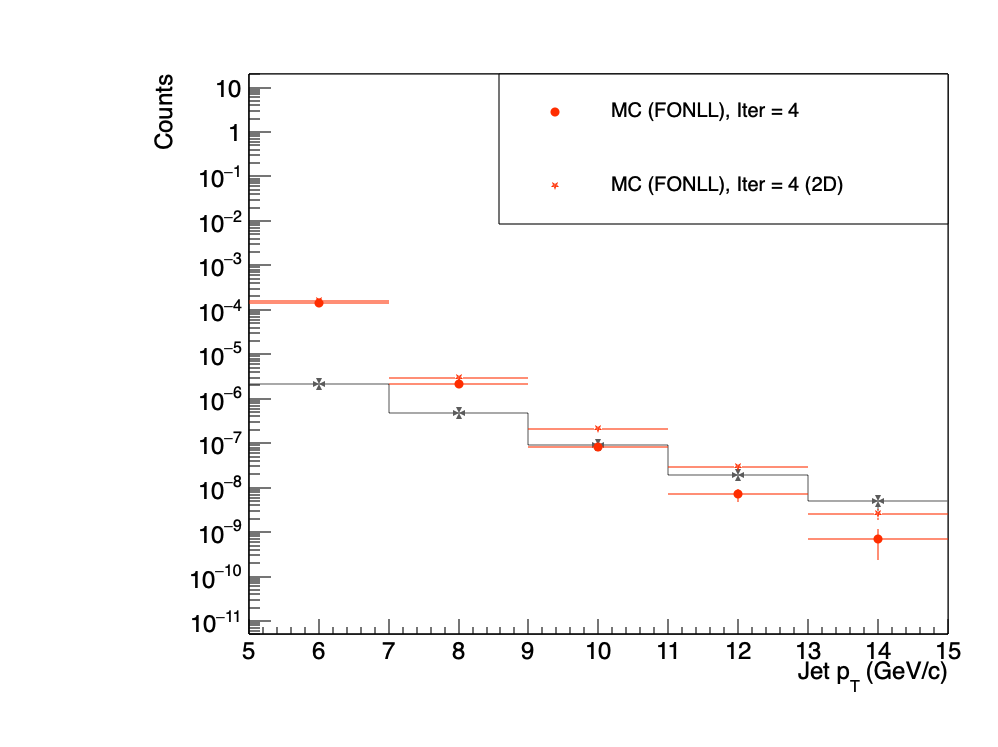 Counts
10
1
10⁻¹
10⁻²
10⁻³
10⁻⁴
10⁻⁵
10⁻⁶
10⁻⁷
10⁻⁸
10⁻⁹
10⁻¹⁰
10⁻¹¹
MC (FONLL), Iter = 4
MC (FONLL), Iter = 4 (2D)
5 6 7 8 9 10 11 12 13 14 15
Jet p_T (GeV/c)